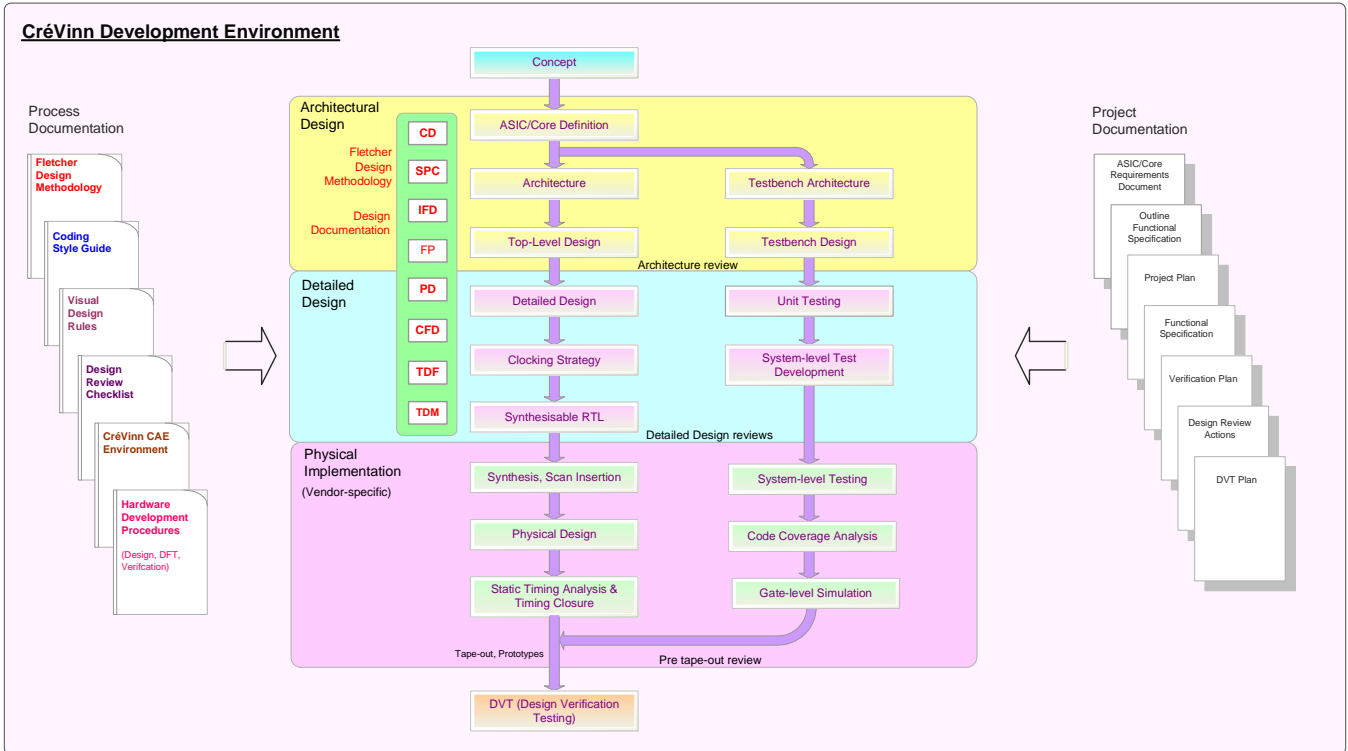 CréVinn Development Environment
Process
Documentation
Fletcher
Design
Methodology
Coding
Style Guide
Visual
Design
Rules
Design
Review
Checklist
CréVinn CAE
Environment
Hardware
Development
Procedures
(Design, DFT,
Verifcation)
Concept
Architectural
Design
Fletcher
Design
Methodology
Design
Documentation
CD
SPC
IFD
FP
PD
CFD
TDF
TDM
ASIC/Core Definition
Architecture
Testbench Architecture
Top-Level Design
Testbench Design
Architecture review
Detailed
Design
Detailed Design
Unit Testing
Clocking Strategy
System-level Test
Development
Synthesisable RTL
Detailed Design reviews
Physical
Implementation
(Vendor-specific)
Synthesis, Scan Insertion
System-level Testing
Physical Design
Code Coverage Analysis
Static Timing Analysis &
Timing Closure
Gate-level Simulation
Tape-out, Prototypes
Pre tape-out review
DVT (Design Verification
Testing)
Project
Documentation
ASIC/Core
Requirements
Document
Outline
Functional
Specification
Project Plan
Functional
Specification
Verification Plan
Design Review
Actions
DVT Plan